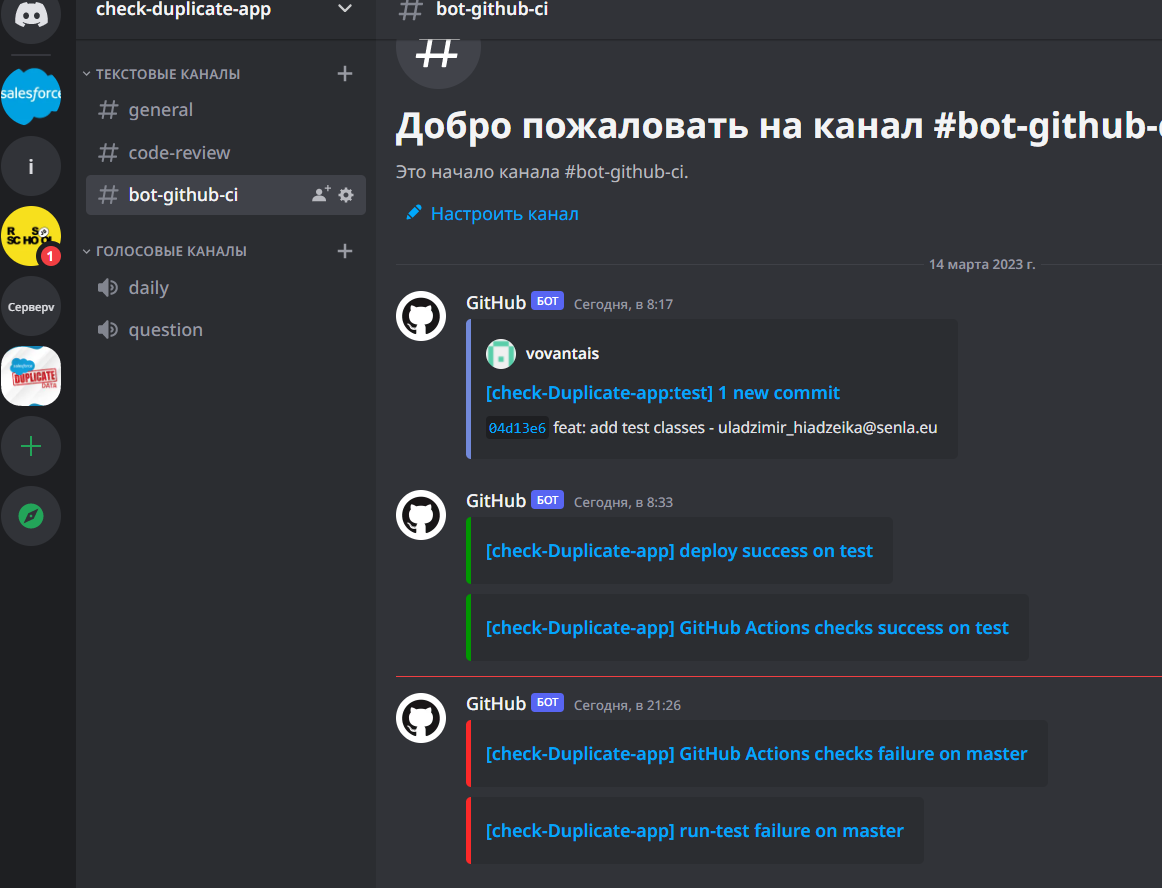 check-duplicate-app
# bot-github-ci
salesforce
i
RS SCHOOL
1
Серверv
DUPLICATE
DATA
ТЕКСТОВЫЕ КАНАЛЫ
# general
# code-review
# bot-github-ci
ГОЛОСОВЫЕ КАНАЛЫ
daily
question
#
Добро пожаловать на канал #bot-github-
Это начало канала #bot-github-ci.
Настроить канал
14 марта 2023 г.
GitHub БОТ Сегодня, в 8:17
vovantais
[check-Duplicate-app:test] 1 new commit
04d13e6 feat: add test classes - uladzimir_hiadzeika@senla.eu
GitHub БОТ Сегодня, в 8:33
[check-Duplicate-app] deploy success on test
[check-Duplicate-app] GitHub Actions checks success on test
GitHub БОТ Сегодня, в 21:26
[check-Duplicate-app] GitHub Actions checks failure on master
[check-Duplicate-app] run-test failure on master